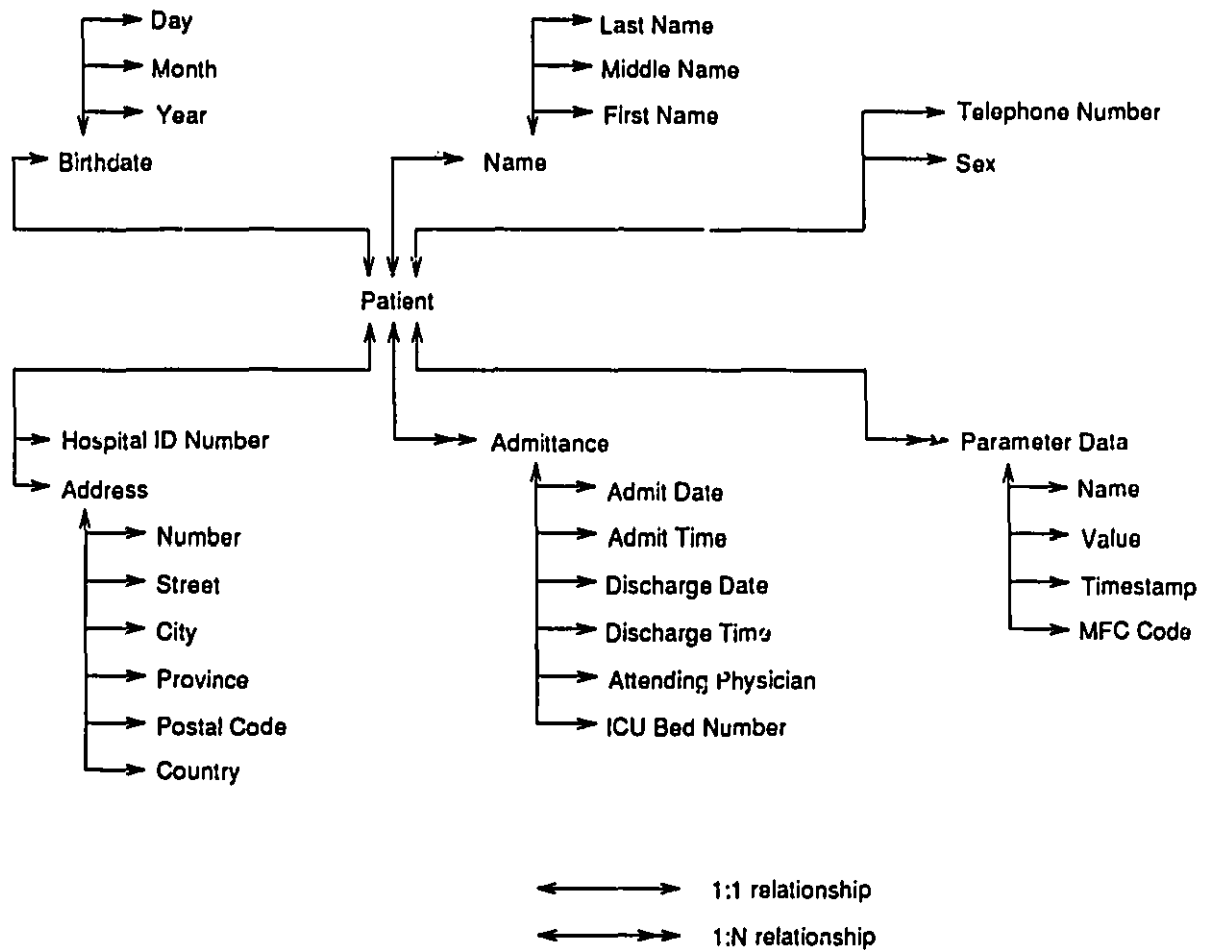 Day
Month
Year
Birthdate
Last Name
Middle Name
First Name
Name
Telephone Number
Sex
Patient
Hospital ID Number
Address
Number
Street
City
Province
Postal Code
Country
Admittance
Admit Date
Admit Time
Discharge Date
Discharge Time
Attending Physician
ICU Bed Number
Parameter Data
Name
Value
Timestamp
MFC Code
1:1 relationship
1:N relationship